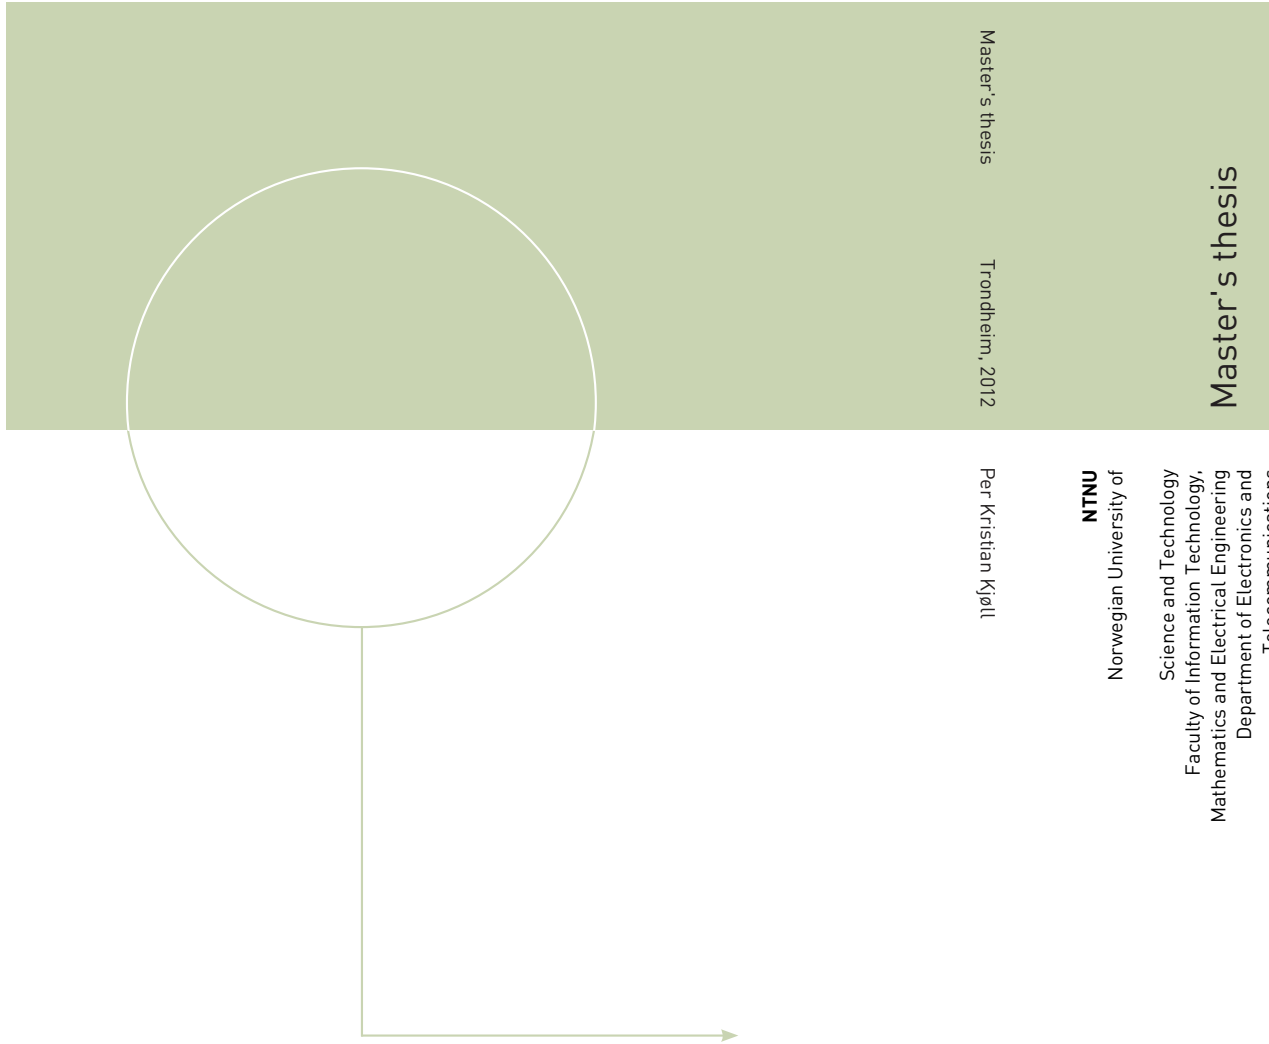 Master's thesis
Trondheim, 2012
Per Kristian Kjøll
Master's thesis
NTNU
Norwegian University of
Science and Technology
Faculty of Information Technology,
Mathematics and Electrical Engineering
Department of Electronics and